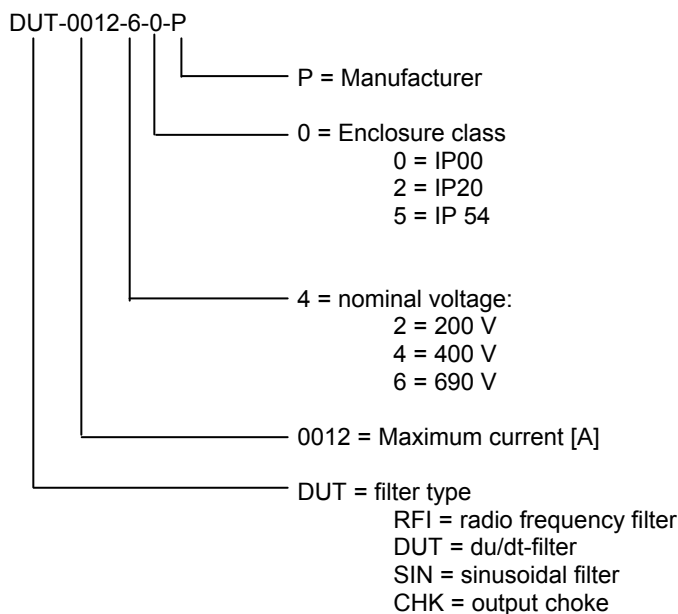 DUT-0012-6-0-P
P = Manufacturer
0 = Enclosure class
0 = IP00
2 = IP20
5 = IP 54
4 = nominal voltage:
2 = 200 V
4 = 400 V
6 = 690 V
0012 = Maximum current [A]
DUT = filter type
RFI = radio frequency filter
DUT = du/dt-filter
SIN = sinusoidal filter
CHK = output choke